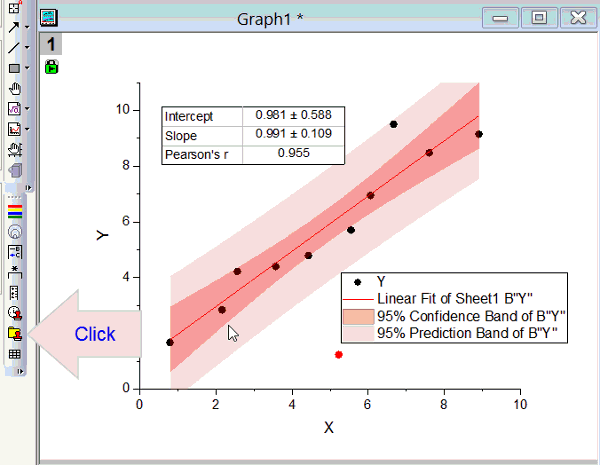 Graph1 *
1
Intercept 0.981 ± 0.588
Slope 0.991 ± 0.109
Pearson's r 0.955
10
8
6
4
2
0
Y
Click
Y
Linear Fit of Sheet1 B"Y"
95% Confidence Band of B"Y"
95% Prediction Band of B"Y"
0 2 4 6 8 10
X